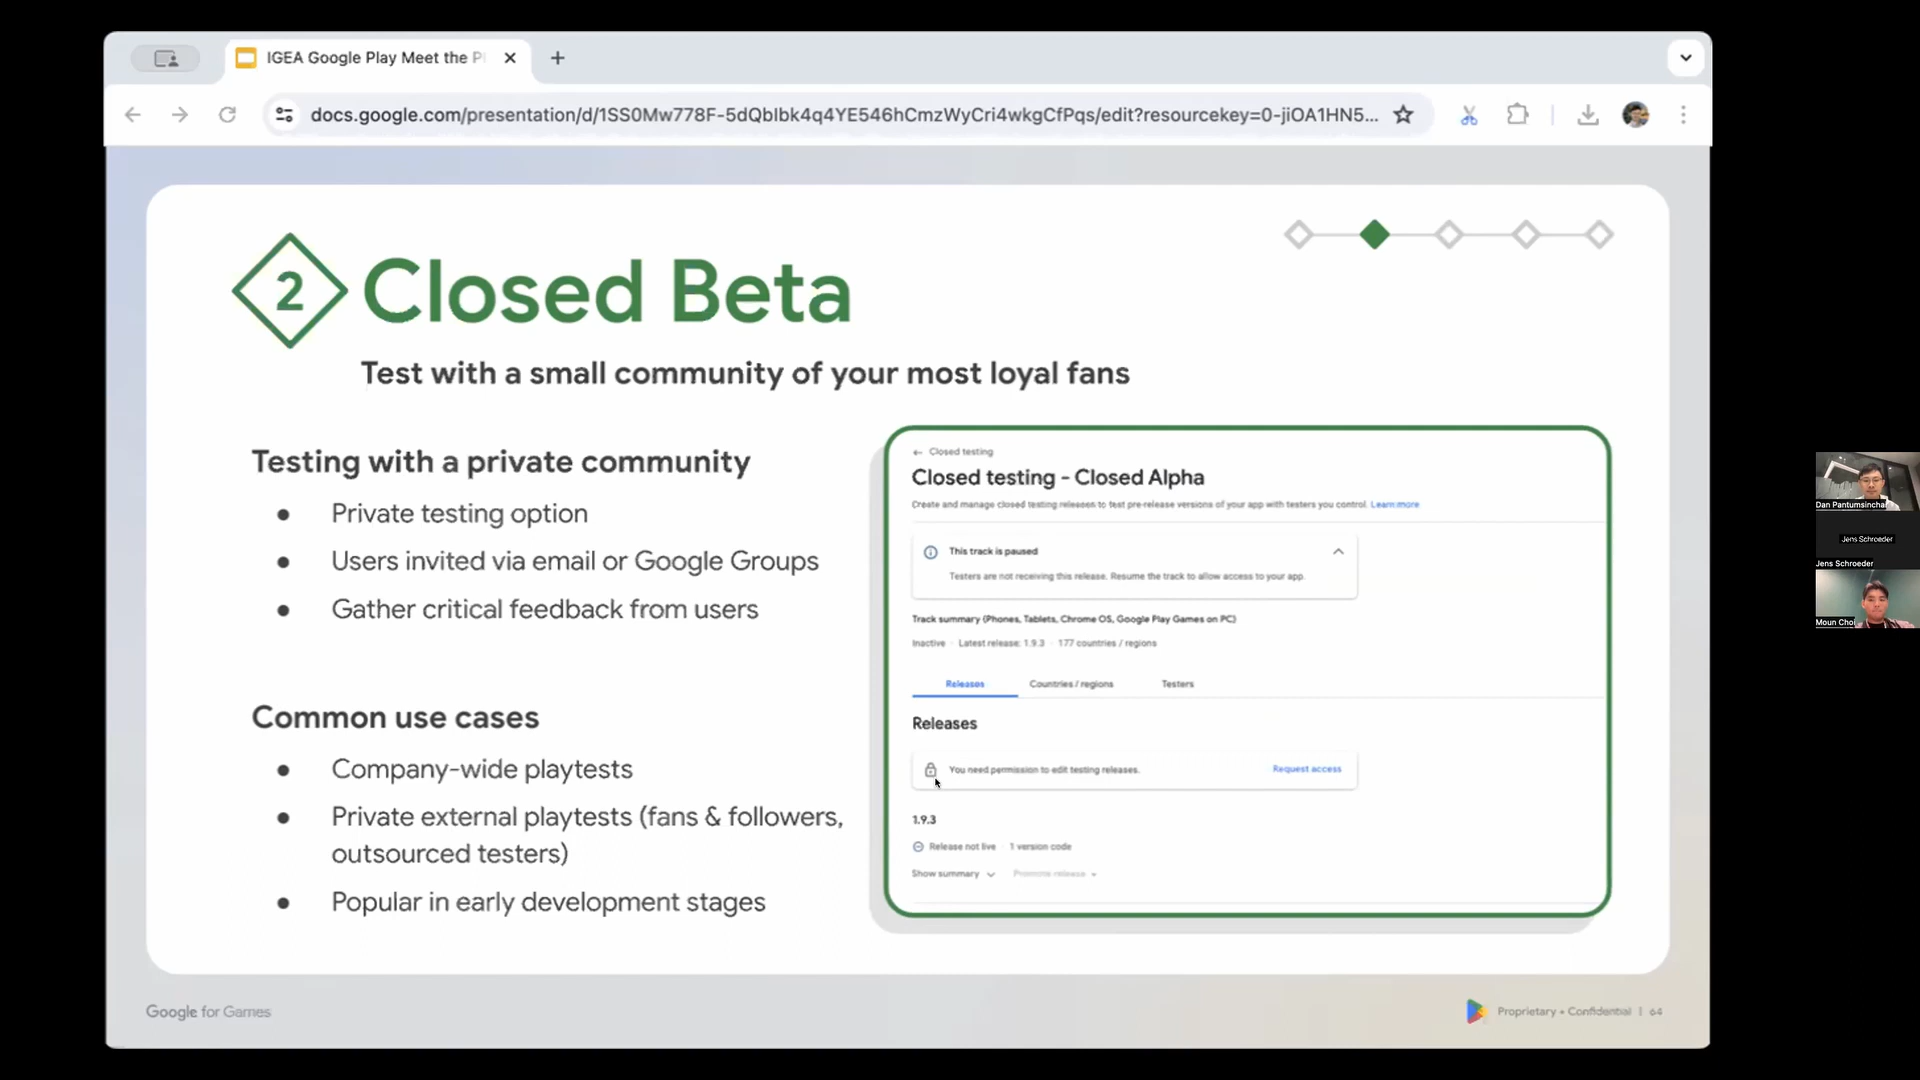 IGEA Google Play Meet the P
docs.google.com/presentation/d/1SS0Mw778F-5dQbIbk4q4YE546hCmzWyCri4wkgCfPqs/edit?resourcekey=0-jiOA1HN5...
2 Closed Beta
Test with a small community of your most loyal fans
Testing with a private community
● Private testing option
● Users invited via email or Google Groups
● Gather critical feedback from users
Common use cases
● Company-wide playtests
● Private external playtests (fans & followers,
outsourced testers)
● Popular in early development stages
← Closed testing
Closed testing - Closed Alpha
Create and manage closed testing releases to test pre-release versions of your app with testers you control. Learn more
This track is paused
Testers are not receiving this release. Resume the track to allow access to your app.
Track summary (Phones, Tablets, Chrome OS, Google Play Games on PC)
Inactive · Latest release: 1.9.3 · 177 countries / regions
Releases Countries / regions Testers
Releases
You need permission to edit testing releases. Request access
1.9.3
Release not live · 1 version code
Show summary Promote release
Google for Games
Proprietary + Confidential | 64
Dan Pantumsinchai
Jens Schroeder
Jens Schroeder
Moun Choi